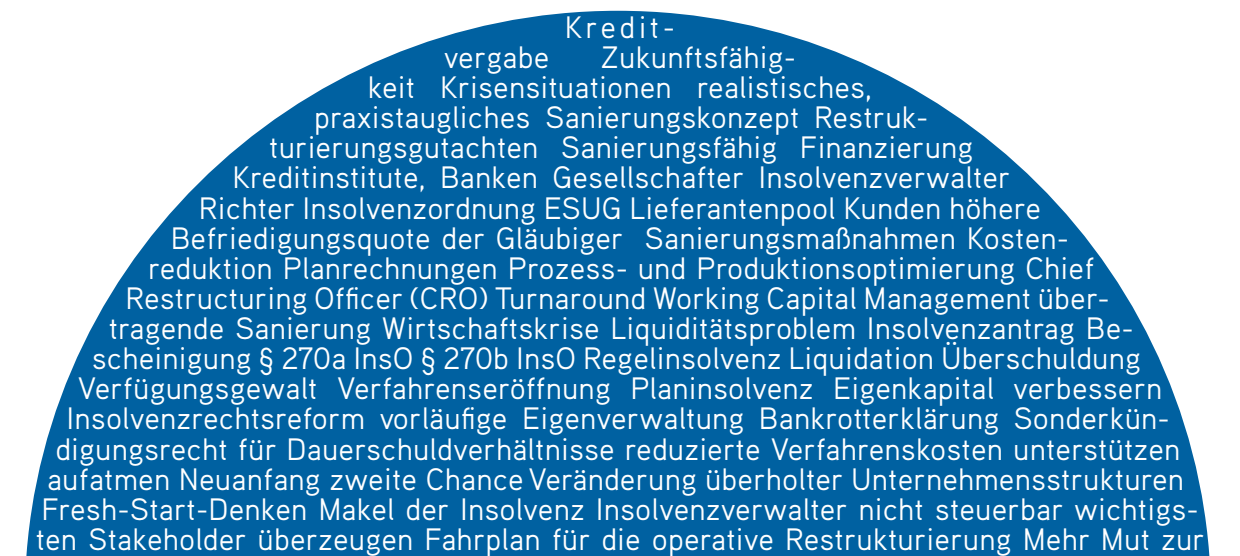 Kredit-
vergabe Zukunftsfähig-
keit Krisensituationen realistisches,
praxistaugliches Sanierungskonzept Restruk-
turierungsgutachten Sanierungsfähig Finanzierung
Kreditinstitute, Banken Gesellschafter Insolvenzverwalter
Richter Insolvenzordnung ESUG Lieferantenpool Kunden höhere
Befriedigungsquote der Gläubiger Sanierungsmaßnahmen Kosten-
reduktion Planrechnungen Prozess- und Produktionsoptimierung Chief
Restructuring Officer (CRO) Turnaround Working Capital Management über-
tragende Sanierung Wirtschaftskrise Liquiditätsproblem Insolvenzantrag Be-
scheinigung § 270a InsO § 270b InsO Regelinsolvenz Liquidation Überschuldung
Verfügungsgewalt Verfahrenseröffnung Planinsolvenz Eigenkapital verbessern
Insolvenzrechtsreform vorläufige Eigenverwaltung Bankrotterklärung Sonderkün-
digungsrecht für Dauerschuldverhältnisse reduzierte Verfahrenskosten unterstützen
aufatmen Neuanfang zweite Chance Veränderung überholter Unternehmensstrukturen
Fresh-Start-Denken Makel der Insolvenz Insolvenzverwalter nicht steuerbar wichtigs-
ten Stakeholder überzeugen Fahrplan für die operative Restrukturierung Mehr Mut zur